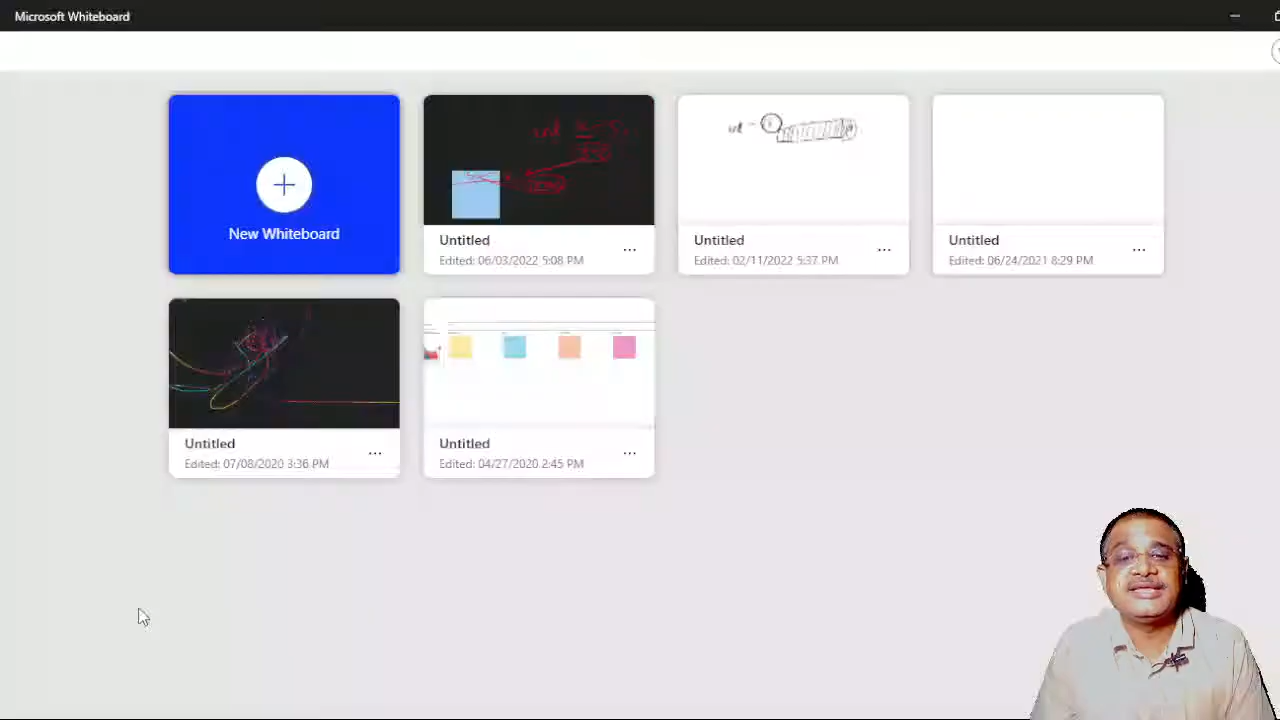 Microsoft Whiteboard
New Whiteboard
Untitled
Edited: 06/03/2022 5:08 PM
Untitled
Edited: 02/11/2022 5:37 PM
Untitled
Edited: 06/24/2021 8:29 PM
Untitled
Edited: 07/08/2020 3:36 PM
Untitled
Edited: 04/27/2020 2:45 PM